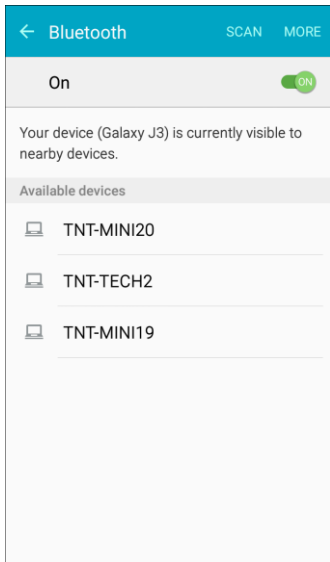 Bluetooth SCAN MORE
On ON
Your device (Galaxy J3) is currently visible to
nearby devices.
Available devices
TNT-MINI20
TNT-TECH2
TNT-MINI19